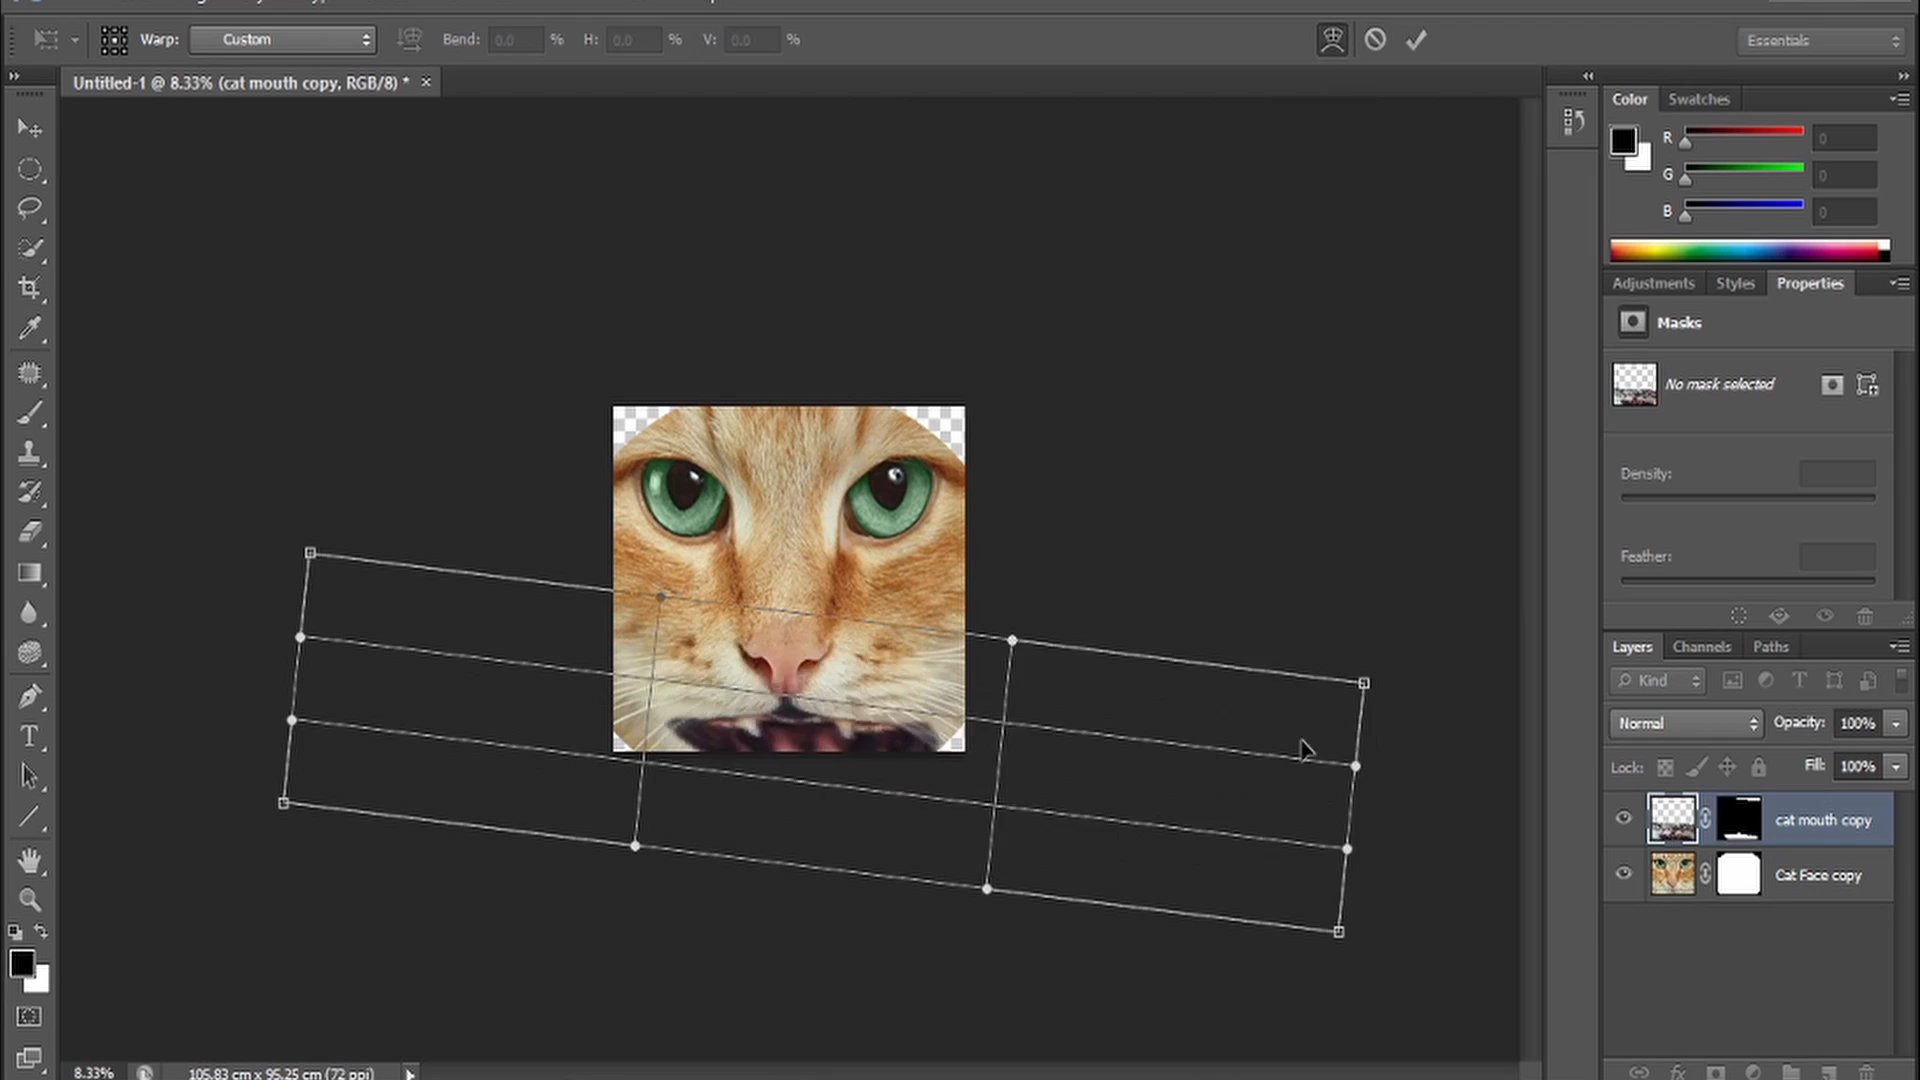 Warp: Custom Bend: 0.0 % H: 0.0 % V: 0.0 % Essentials
Untitled-1 @ 8.33% (cat mouth copy, RGB/8) * ×
Color Swatches
R 0
G 0
B 0
Adjustments Styles Properties
Masks
No mask selected
Density:
Feather:
Layers Channels Paths
Kind
Normal Opacity: 100%
Lock: Fill: 100%
cat mouth copy
Cat Face copy
8.33% 105.83 cm x 95.25 cm (72 ppi)